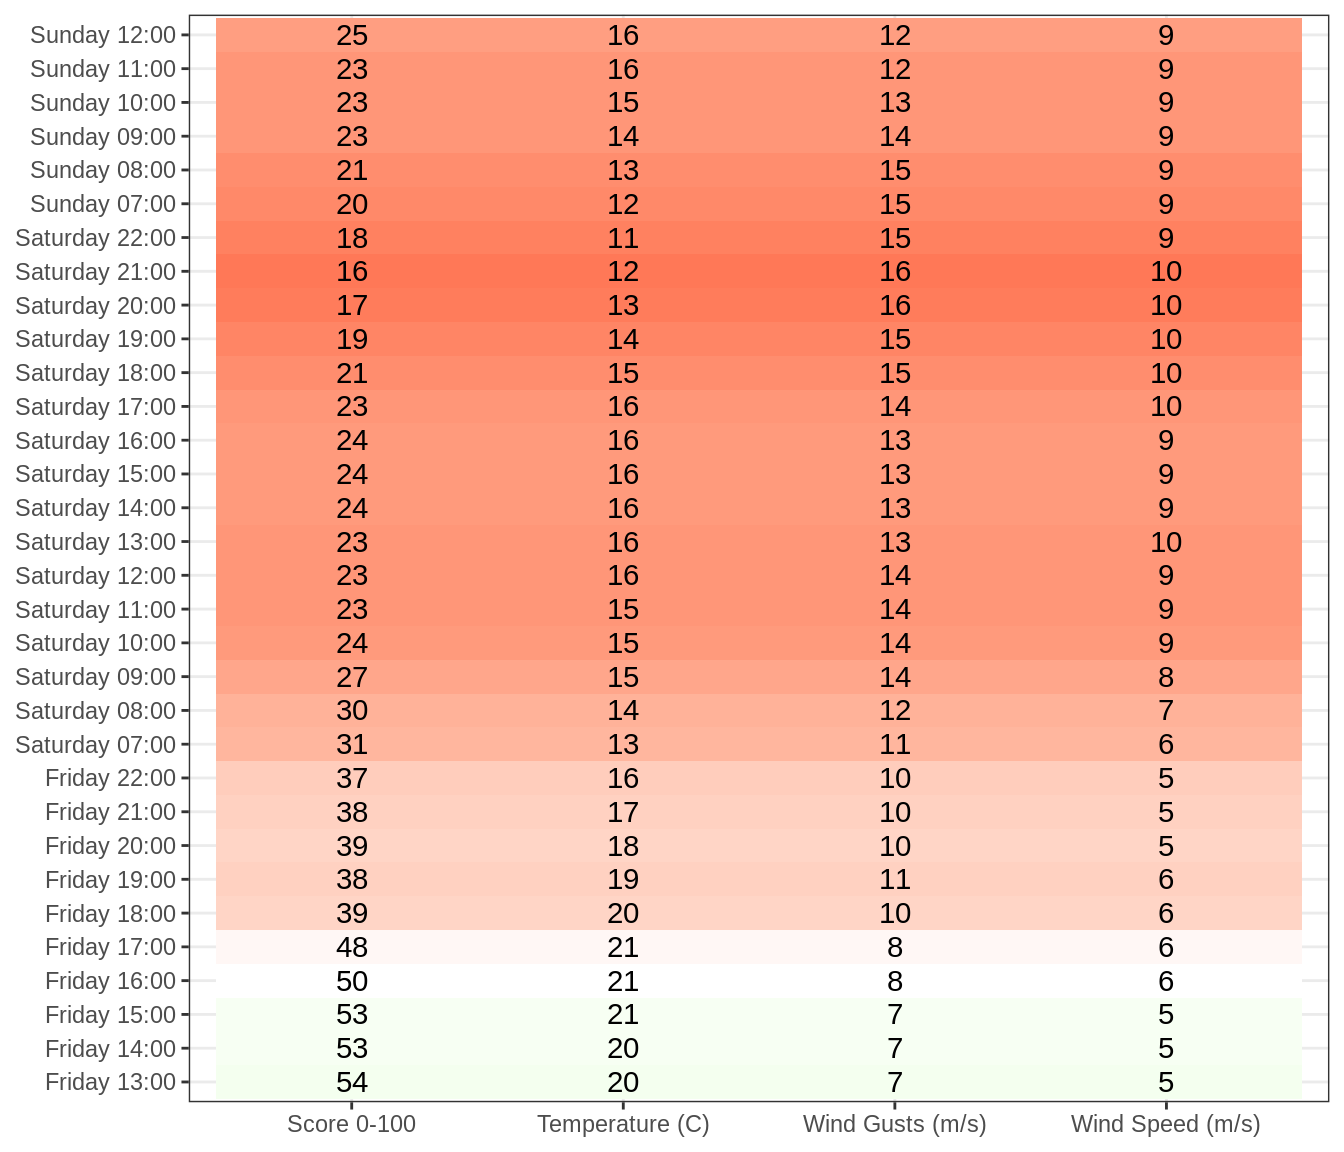 Sunday 12:00 25 16 12 9
Sunday 11:00 23 16 12 9
Sunday 10:00 23 15 13 9
Sunday 09:00 23 14 14 9
Sunday 08:00 21 13 15 9
Sunday 07:00 20 12 15 9
Saturday 22:00 18 11 15 9
Saturday 21:00 16 12 16 10
Saturday 20:00 17 13 16 10
Saturday 19:00 19 14 15 10
Saturday 18:00 21 15 15 10
Saturday 17:00 23 16 14 10
Saturday 16:00 24 16 13 9
Saturday 15:00 24 16 13 9
Saturday 14:00 24 16 13 9
Saturday 13:00 23 16 13 10
Saturday 12:00 23 16 14 9
Saturday 11:00 23 15 14 9
Saturday 10:00 24 15 14 9
Saturday 09:00 27 15 14 8
Saturday 08:00 30 14 12 7
Saturday 07:00 31 13 11 6
Friday 22:00 37 16 10 5
Friday 21:00 38 17 10 5
Friday 20:00 39 18 10 5
Friday 19:00 38 19 11 6
Friday 18:00 39 20 10 6
Friday 17:00 48 21 8 6
Friday 16:00 50 21 8 6
Friday 15:00 53 21 7 5
Friday 14:00 53 20 7 5
Friday 13:00 54 20 7 5
Score 0-100 Temperature (C) Wind Gusts (m/s) Wind Speed (m/s)